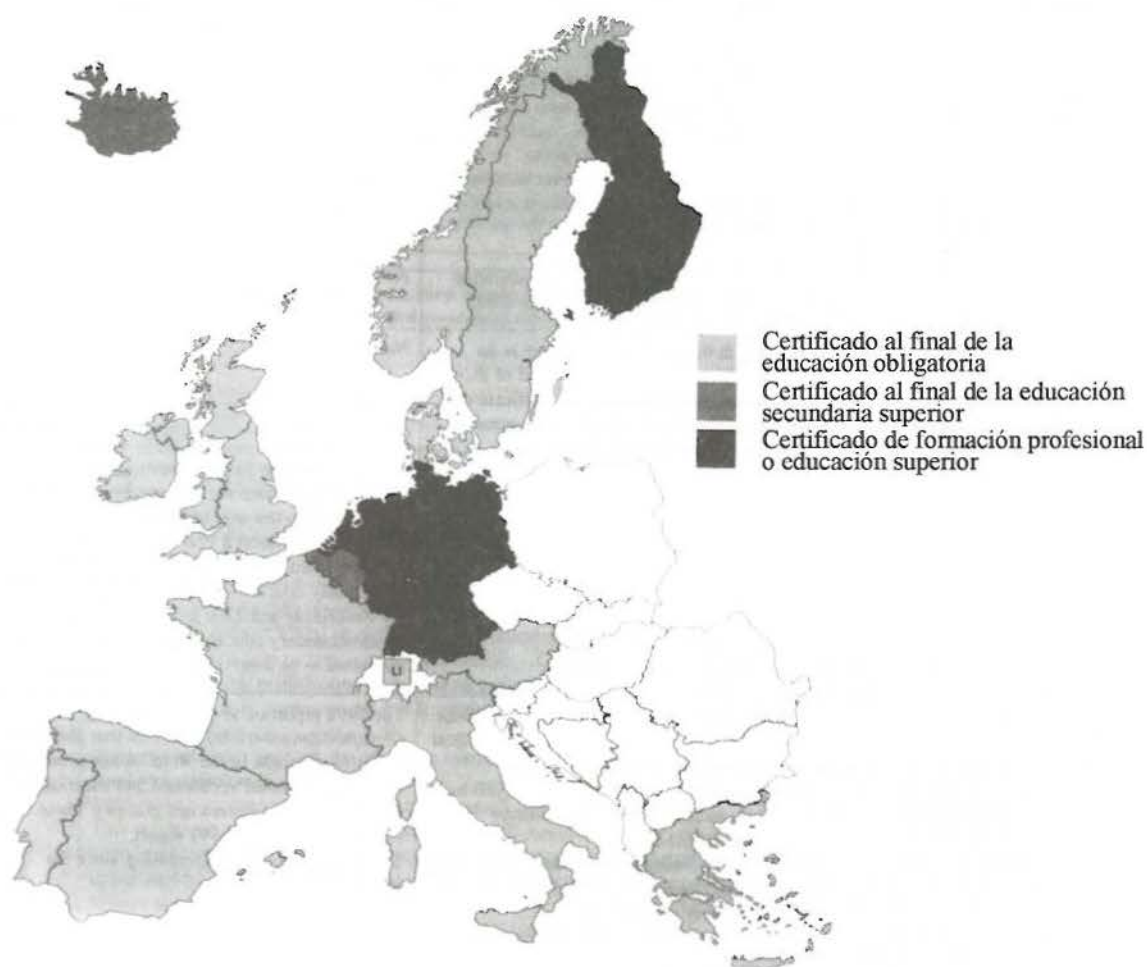 Certificado al final de la
educación obligatoria
Certificado al final de la educación
secundaria superior
Certificado de formación profesional
o educación superior
LI